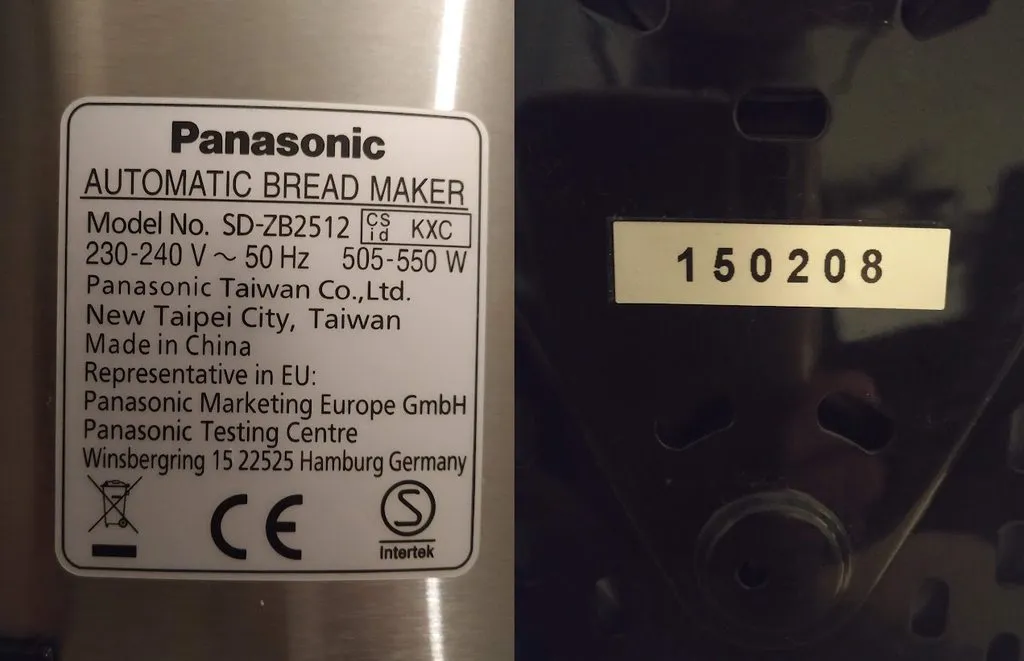 Panasonic
AUTOMATIC BREAD MAKER
Model No. SD-ZB2512 CS id KXC
230-240 V ~ 50 Hz 505-550 W
Panasonic Taiwan Co.,Ltd.
New Taipei City, Taiwan
Made in China
Representative in EU:
Panasonic Marketing Europe GmbH
Panasonic Testing Centre
Winsbergring 15 22525 Hamburg Germany
CE
S
Intertek
150208